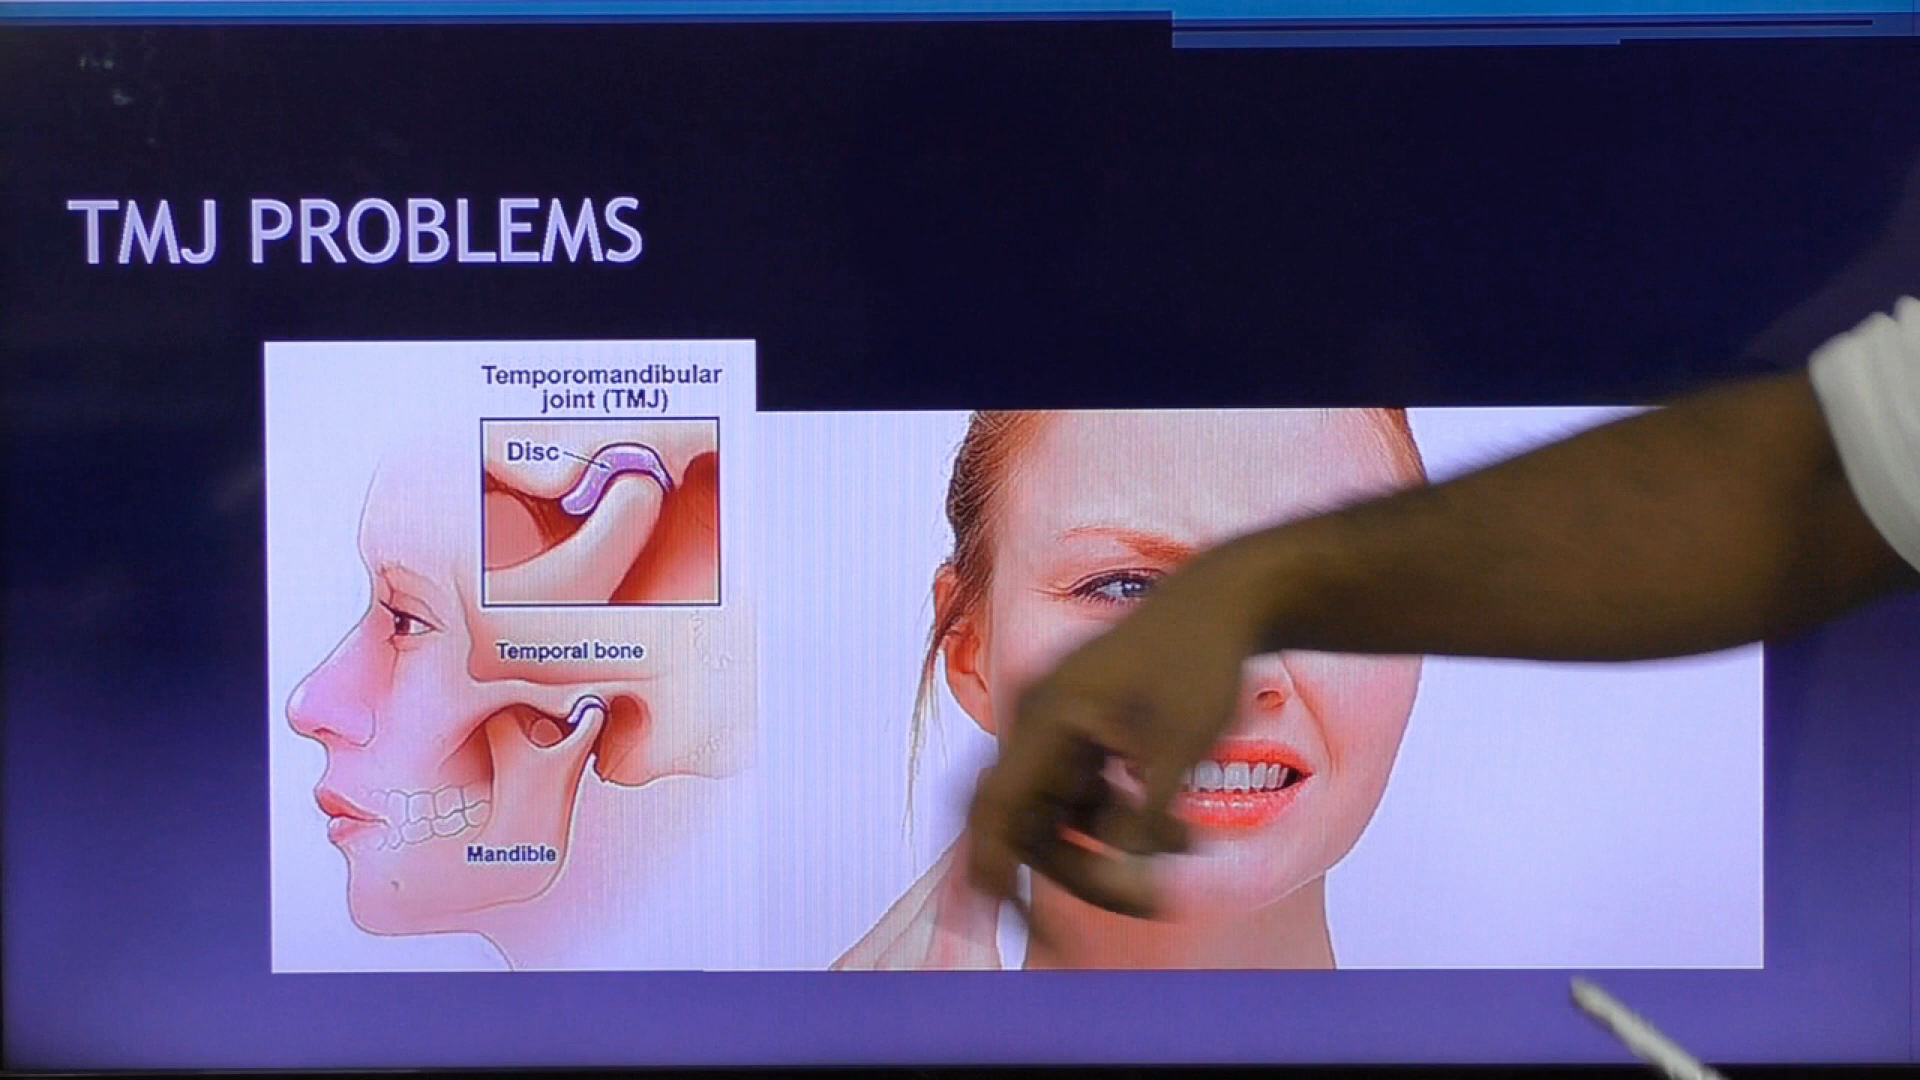 TMJ PROBLEMS
Temporomandibular
joint (TMJ)
Disc
Temporal bone
Mandible